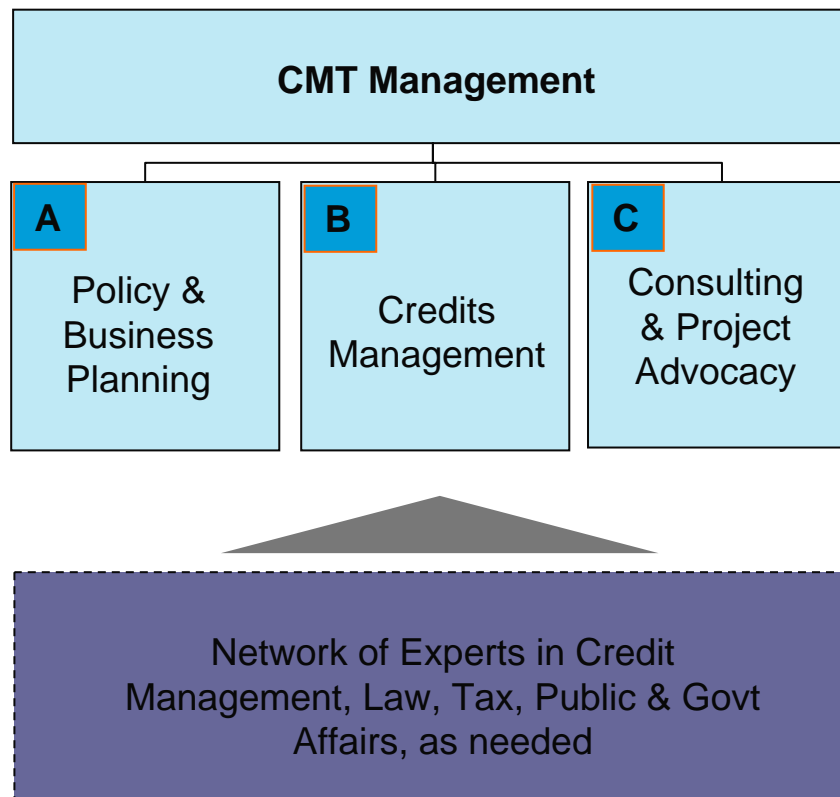 CMT Management
A
Policy &
Business
Planning
B
Credits
Management
C
Consulting
& Project
Advocacy
Network of Experts in Credit
Management, Law, Tax, Public & Govt
Affairs, as needed